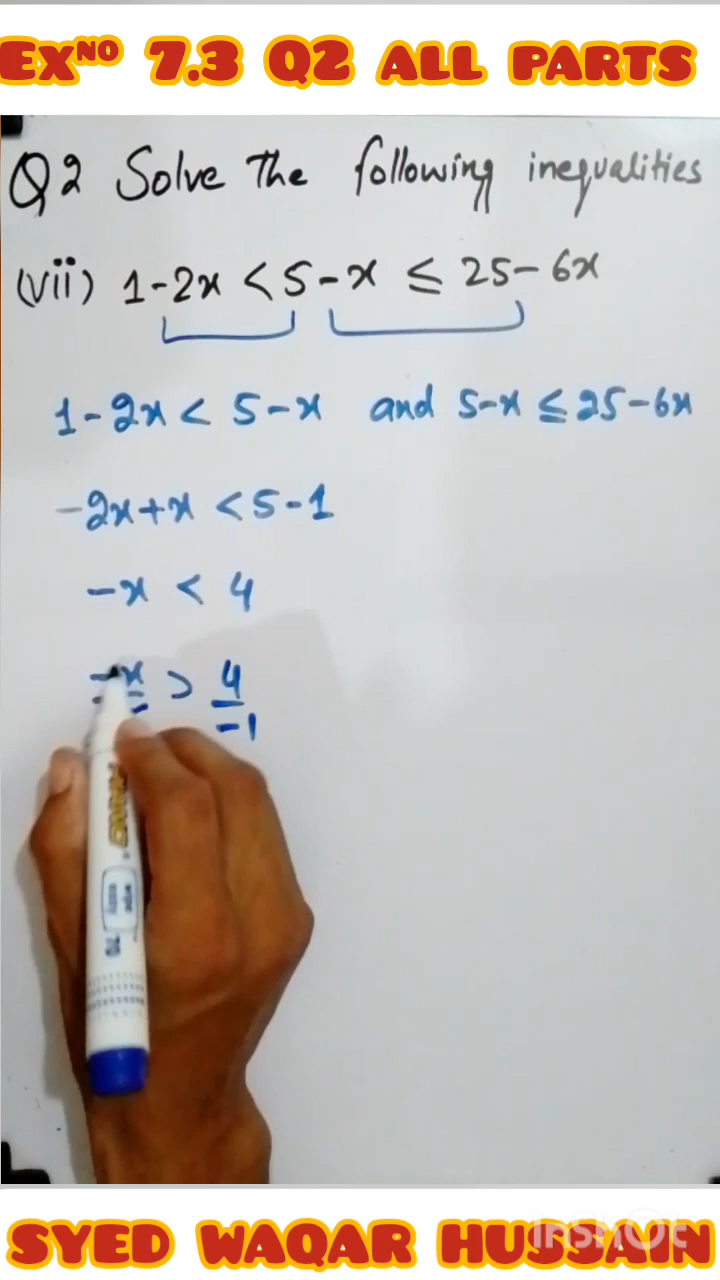 Exᴺᴼ 7.3 Q2 ALL PARTS
Q2 Solve The following inequalities
(vii) 1-2x < 5-x ≤ 25-6x
1-2x < 5-x and 5-x ≤ 25-6x
-2x+x < 5-1
-x < 4
-x > 4
-1
SYED WAQAR HUSSAIN
InShOt